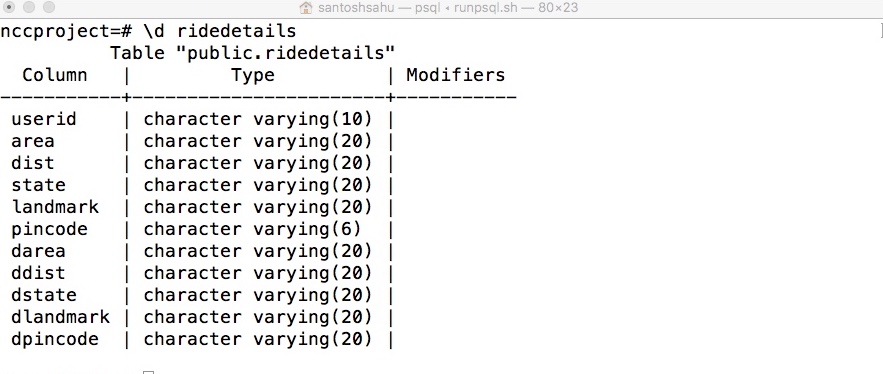 santoshsahu — psql ◂ runpsql.sh — 80×23
nccproject=# \d ridedetails
          Table "public.ridedetails"
  Column   |         Type          | Modifiers
-----------+-----------------------+-----------
 userid    | character varying(10) |
 area      | character varying(20) |
 dist      | character varying(20) |
 state     | character varying(20) |
 landmark  | character varying(20) |
 pincode   | character varying(6)  |
 darea     | character varying(20) |
 ddist     | character varying(20) |
 dstate    | character varying(20) |
 dlandmark | character varying(20) |
 dpincode  | character varying(20) |